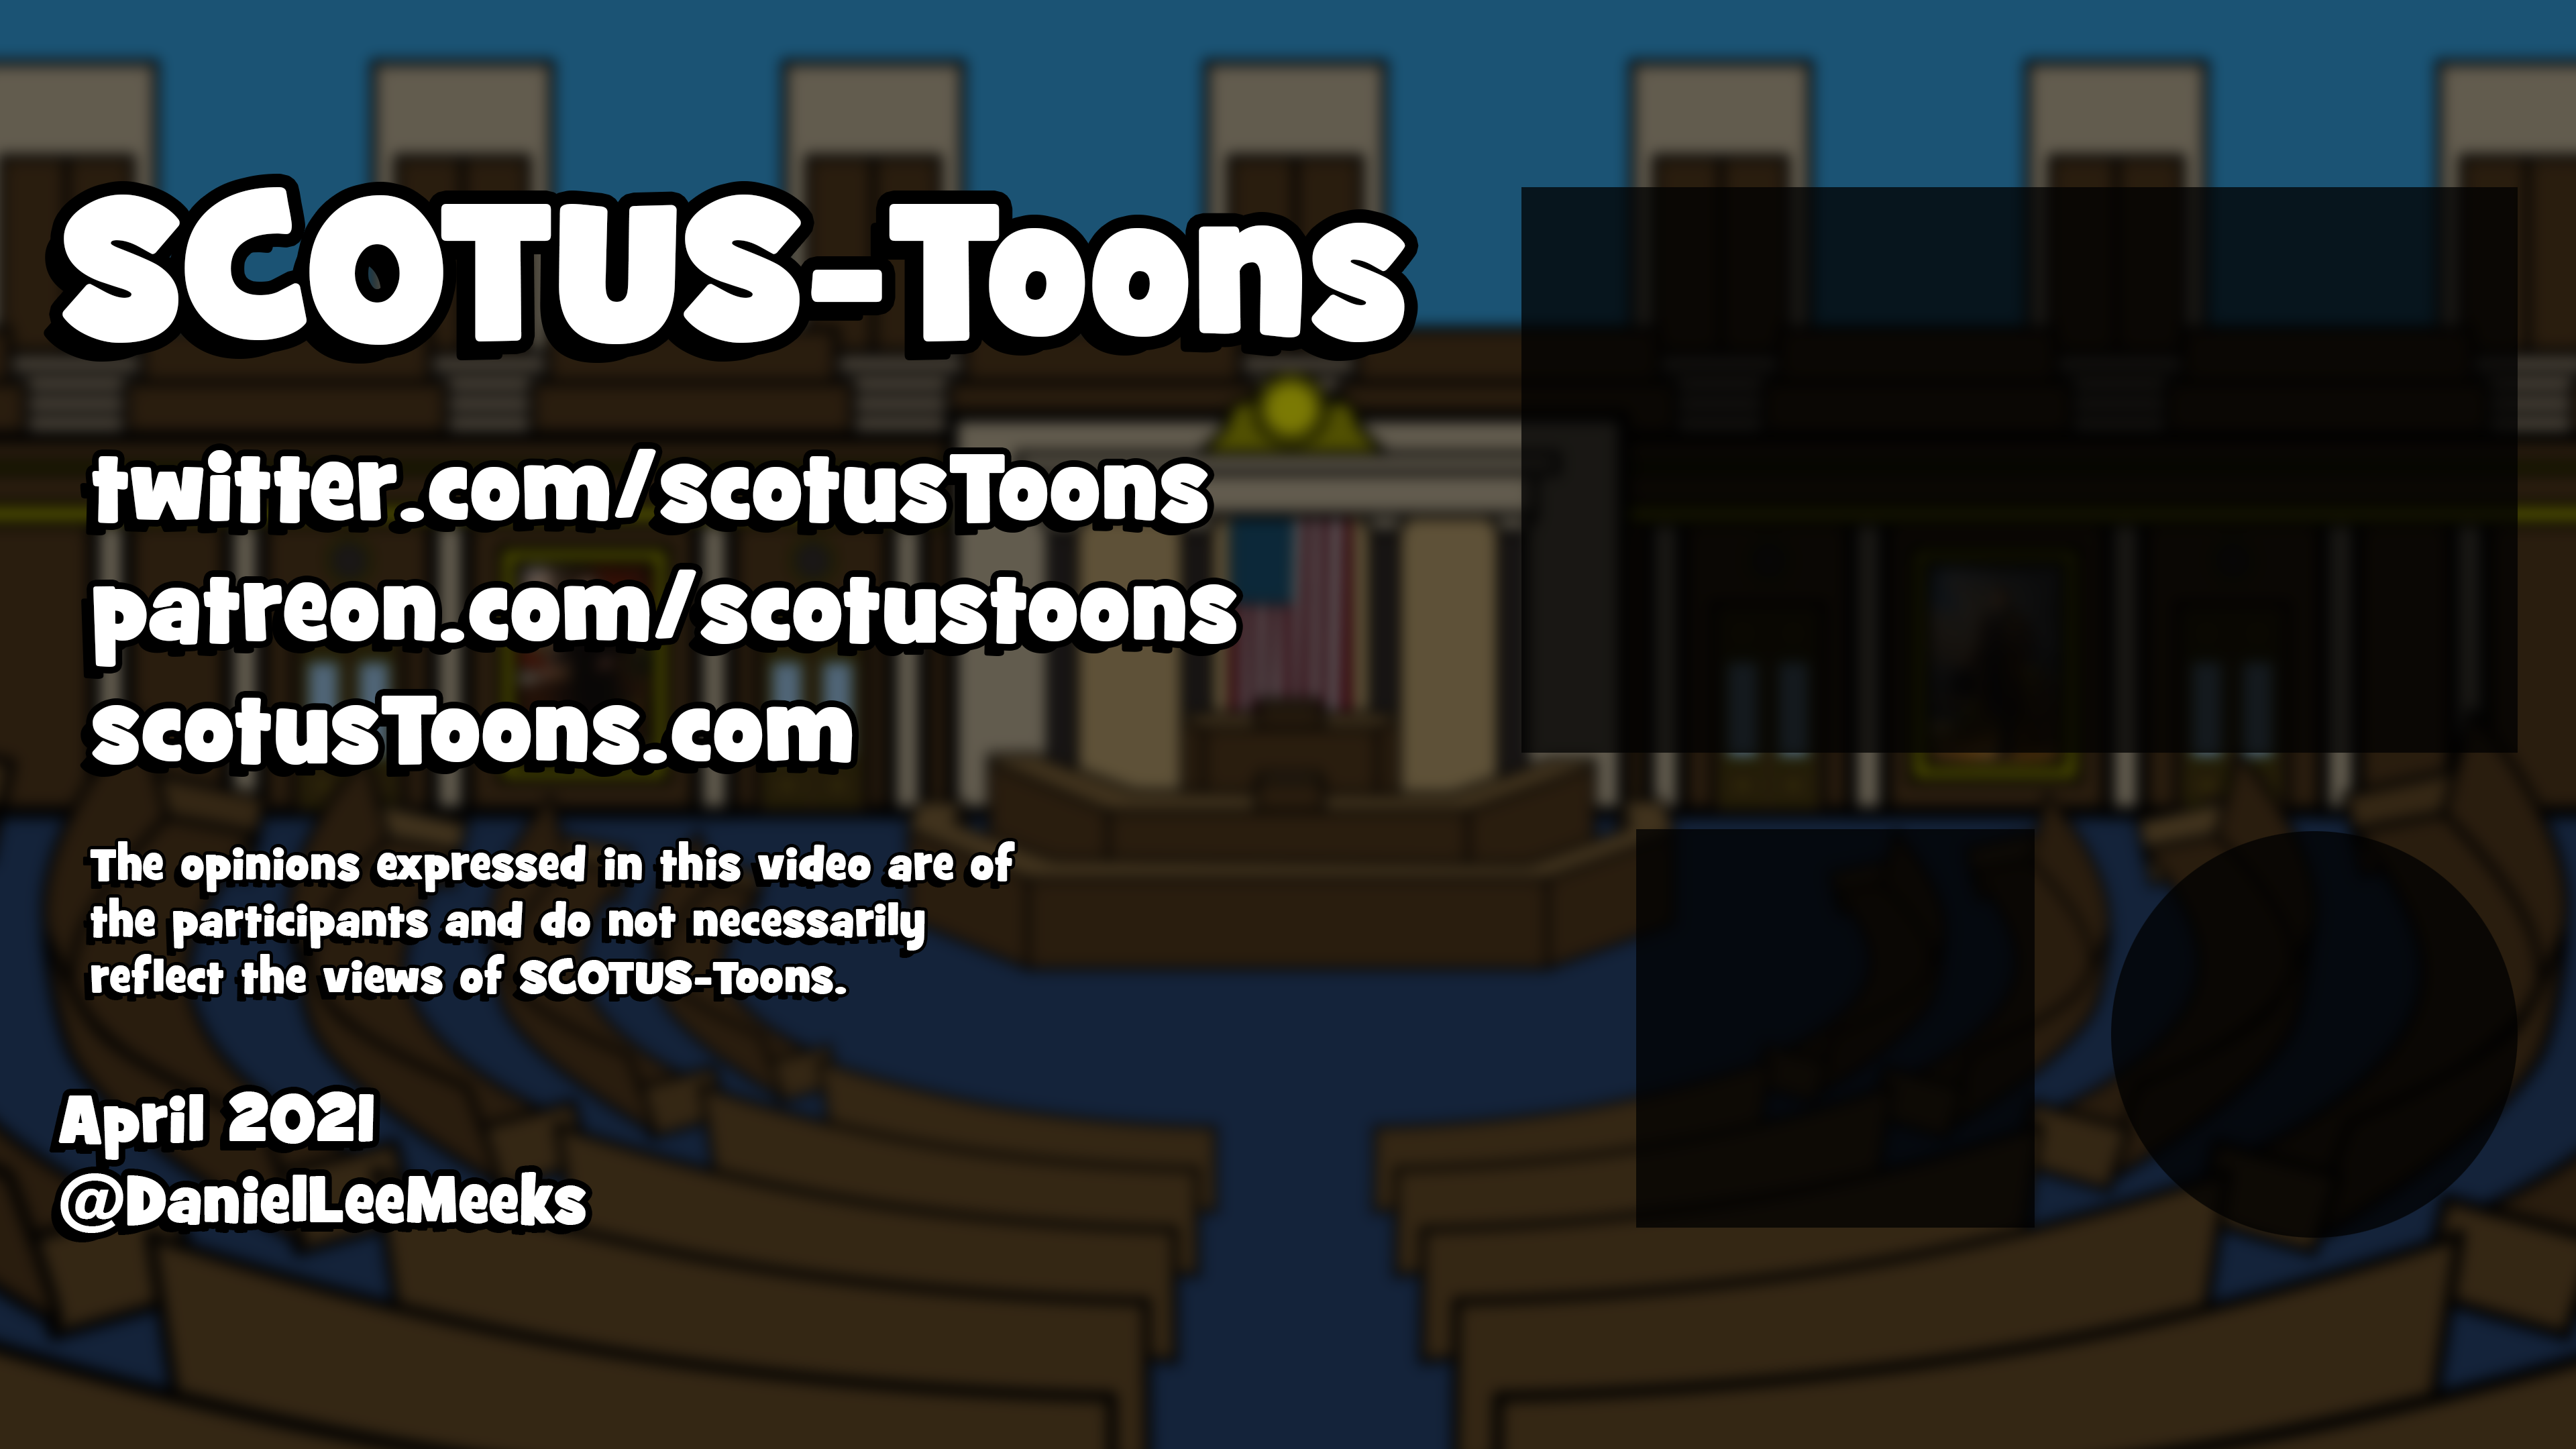 SCOTUS-Toons
twitter.com/scotusToons
patreon.com/scotustoons
scotusToons.com
The opinions expressed in this video are of
the participants and do not necessarily
reflect the views of SCOTUS-Toons.
April 2021
@DanielLeeMeeks